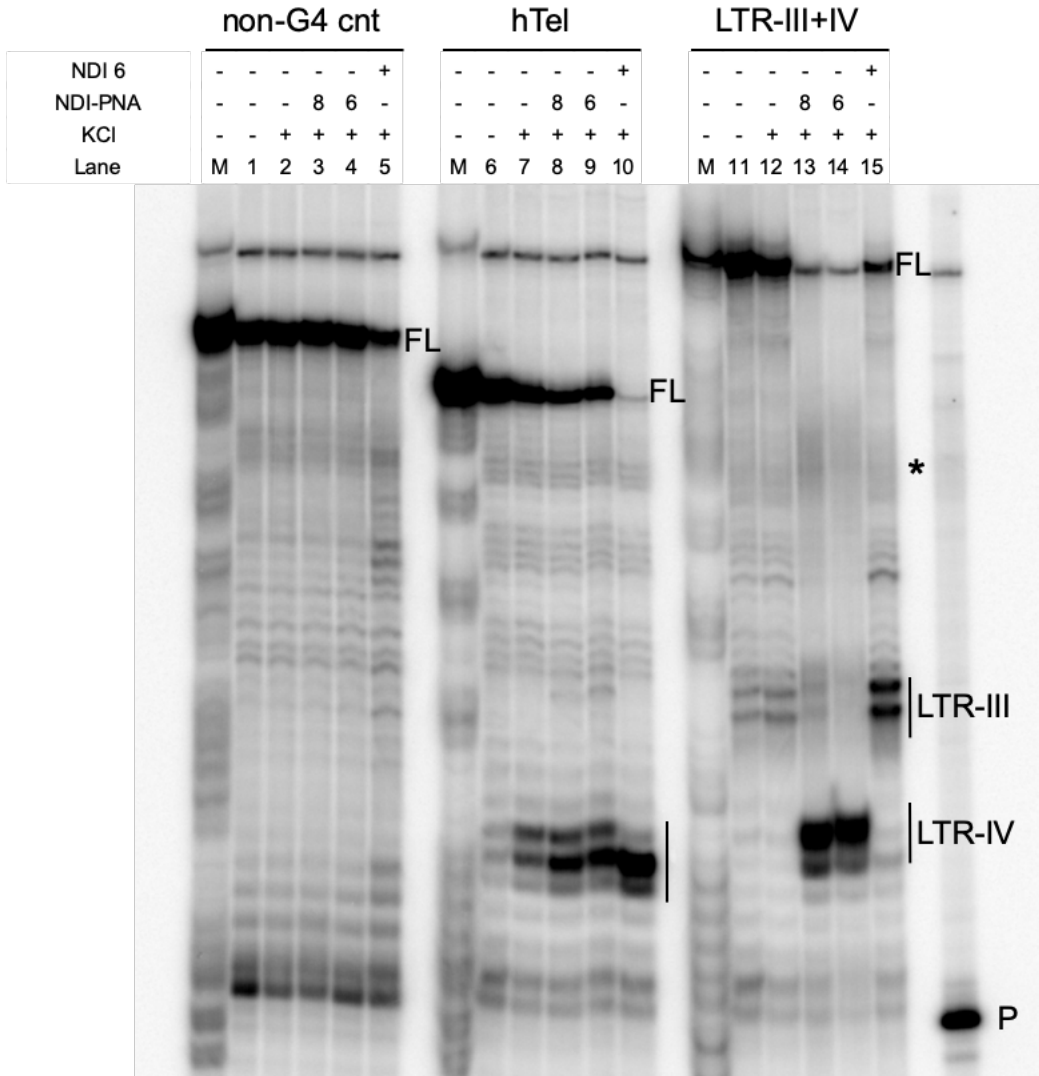 non-G4 cnt hTel LTR-III+IV
NDI 6 - - - - - + - - - - - + - - - - - +
NDI-PNA - - - 8 6 - - - - 8 6 - - - - 8 6 -
KCl - - + + + + - - + + + + - - + + + +
Lane M 1 2 3 4 5 M 6 7 8 9 10 M 11 12 13 14 15
FL
FL
FL
*
LTR-III
LTR-IV
P